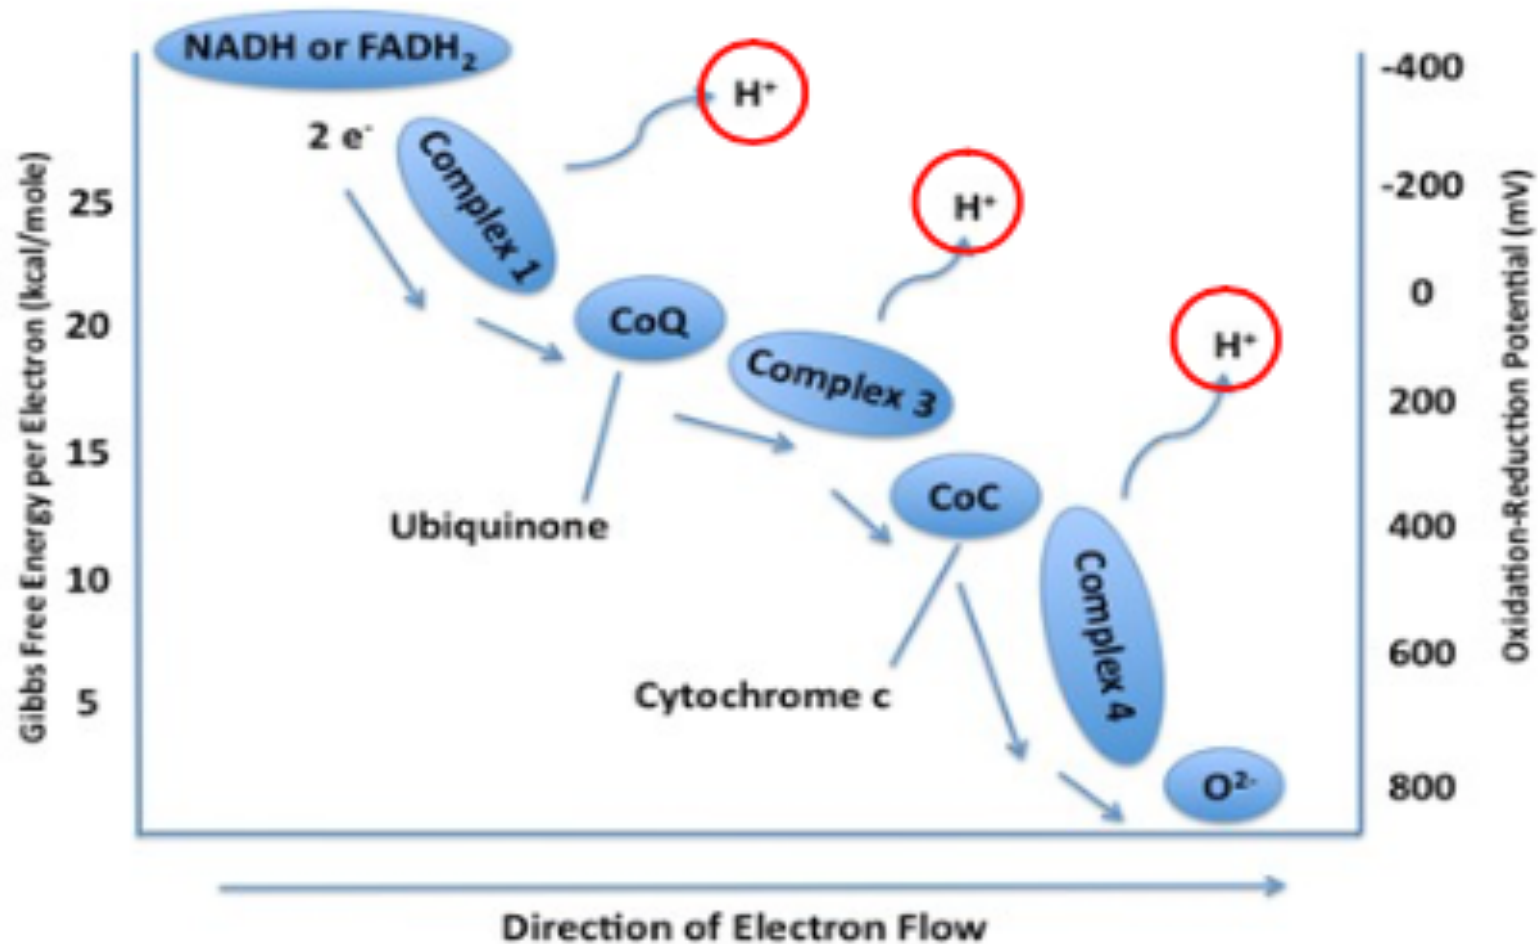 NADH or FADH₂
-400
H⁺
2 e⁻
Complex 1
25
H⁺
-200
CoQ
20
0
Complex 3
H⁺
200
15
CoC
Ubiquinone
400
10
Complex 4
600
Cytochrome c
5
O²⁻
800
Gibbs Free Energy per Electron (kcal/mole)
Oxidation-Reduction Potential (mV)
Direction of Electron Flow